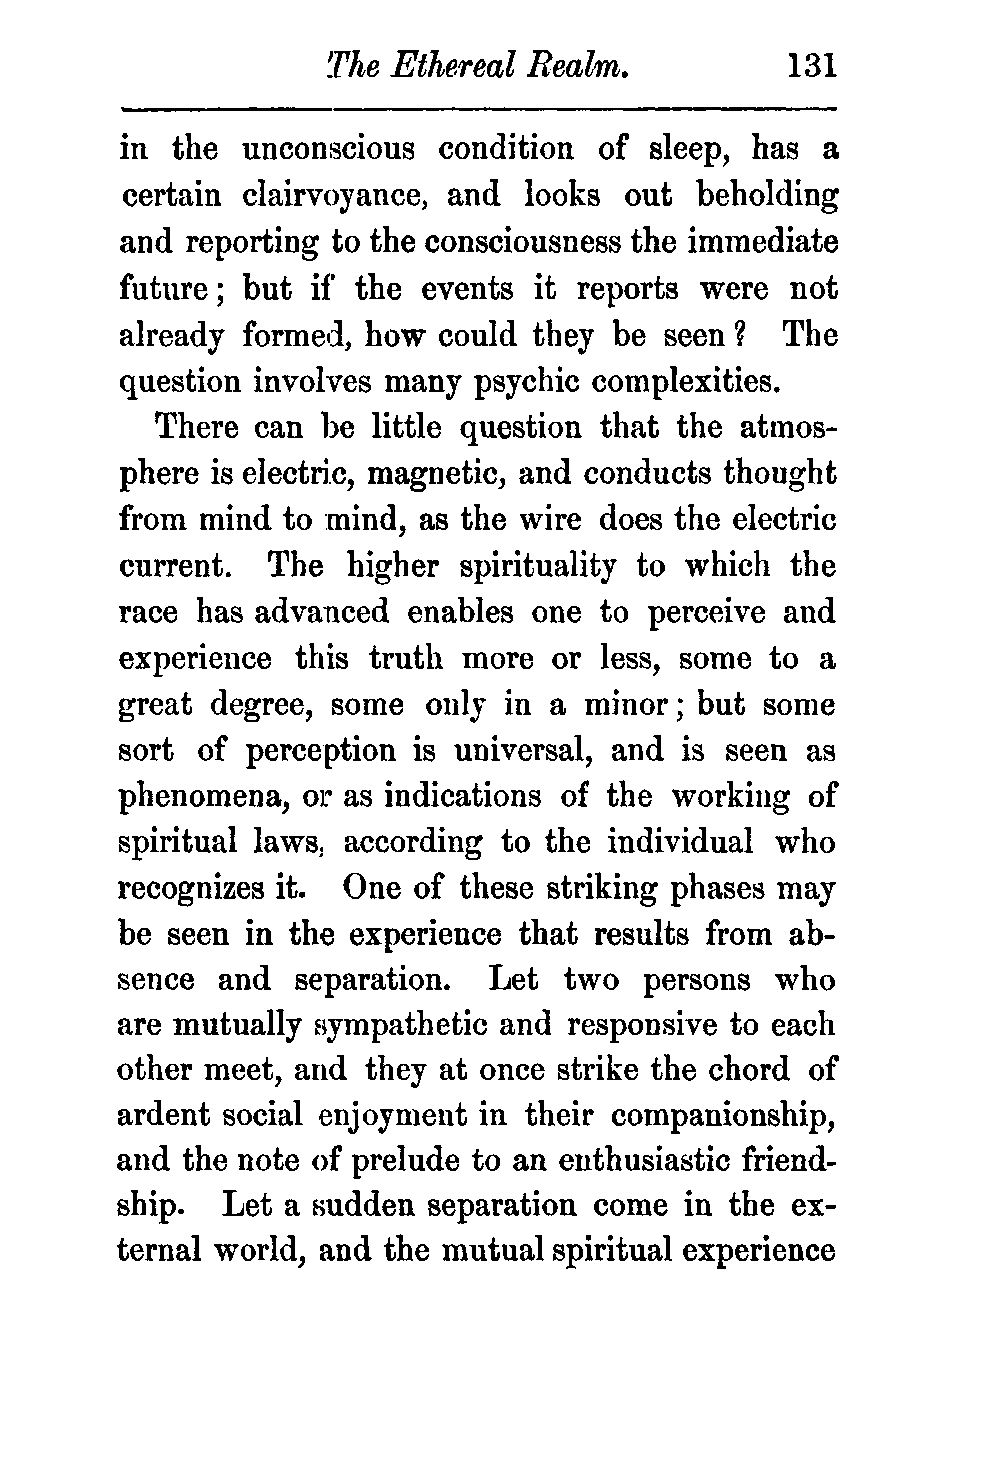 The Ethereal Realm. 131
in the unconscious condition of sleep, has a
certain clairvoyance, and looks out beholding
and reporting to the consciousness the immediate
future; but if the events it reports were not
already formed, how could they be seen? The
question involves many psychic complexities.
There can be little question that the atmos-
phere is electric, magnetic, and conducts thought
from mind to mind, as the wire does the electric
current. The higher spirituality to which the
race has advanced enables one to perceive and
experience this truth more or less, some to a
great degree, some only in a minor; but some
sort of perception is universal, and is seen as
phenomena, or as indications of the working of
spiritual laws, according to the individual who
recognizes it. One of these striking phases may
be seen in the experience that results from ab-
sence and separation. Let two persons who
are mutually sympathetic and responsive to each
other meet, and they at once strike the chord of
ardent social enjoyment in their companionship,
and the note of prelude to an enthusiastic friend-
ship. Let a sudden separation come in the ex-
ternal world, and the mutual spiritual experience